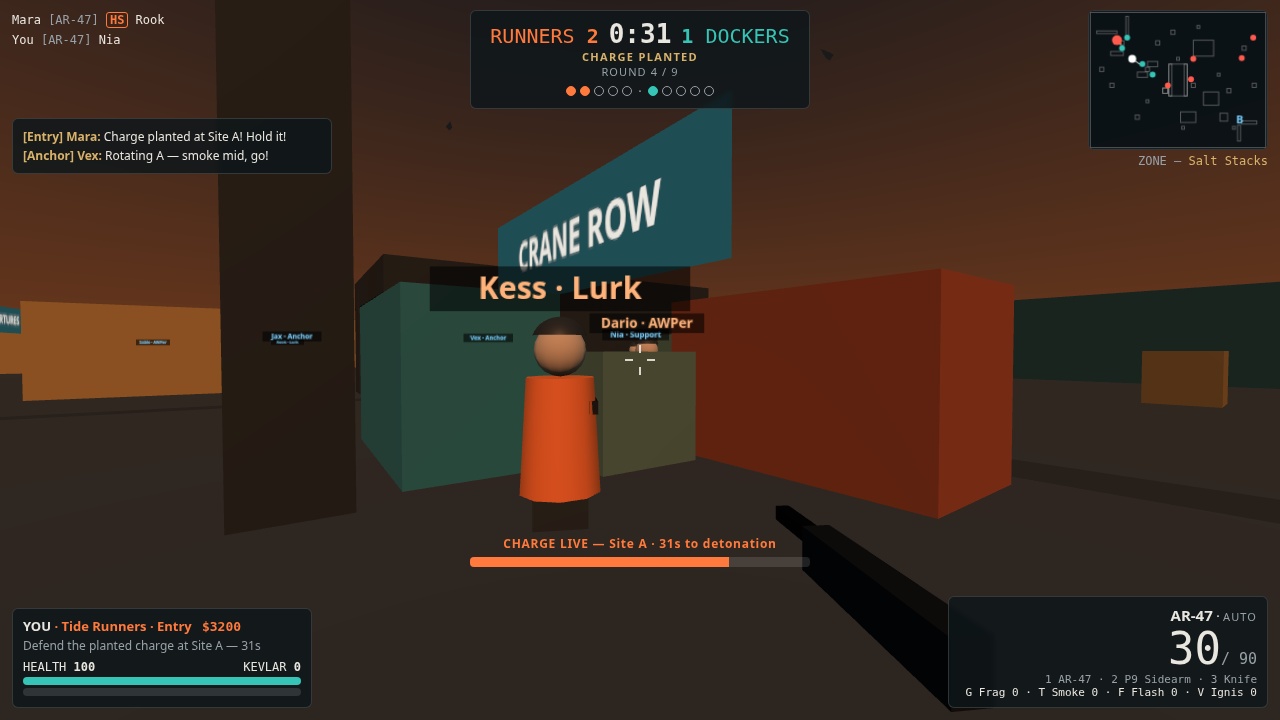 Mara [AR-47] HS Rook
You [AR-47] Nia
RUNNERS 2 0:31 1 DOCKERS
CHARGE PLANTED
ROUND 4 / 9
[Entry] Mara: Charge planted at Site A! Hold it!
[Anchor] Vex: Rotating A — smoke mid, go!
B
ZONE — Salt Stacks
CRANE ROW
Kess · Lurk
Dario · AWPer
Nia · Support
Vex · Anchor
Jax · Anchor
CHARGE LIVE — Site A · 31s to detonation
YOU · Tide Runners · Entry $3200
Defend the planted charge at Site A — 31s
HEALTH 100 KEVLAR 0
AR-47 · AUTO
30 / 90
1 AR-47 · 2 P9 Sidearm · 3 Knife
G Frag 0 · T Smoke 0 · F Flash 0 · V Ignis 0